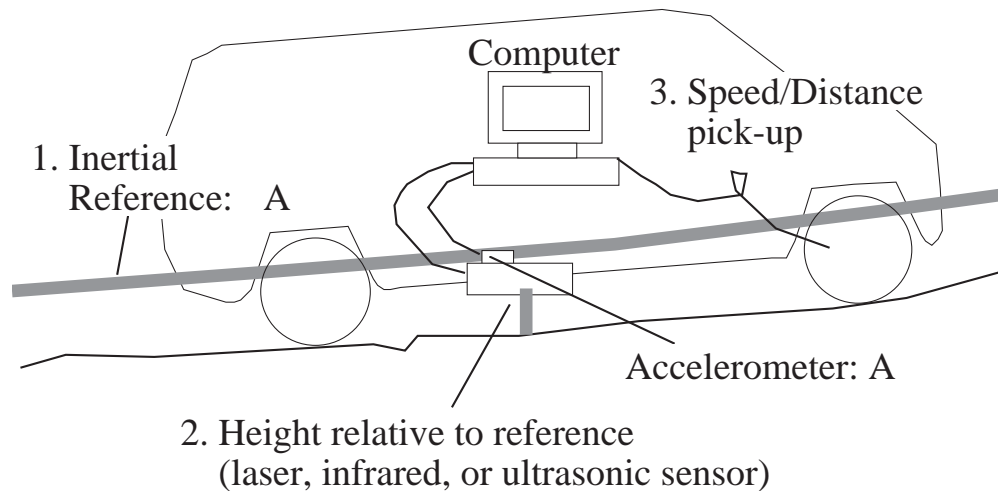 Computer
3. Speed/Distance
pick-up
1. Inertial
Reference: A
Accelerometer: A
2. Height relative to reference
(laser, infrared, or ultrasonic sensor)